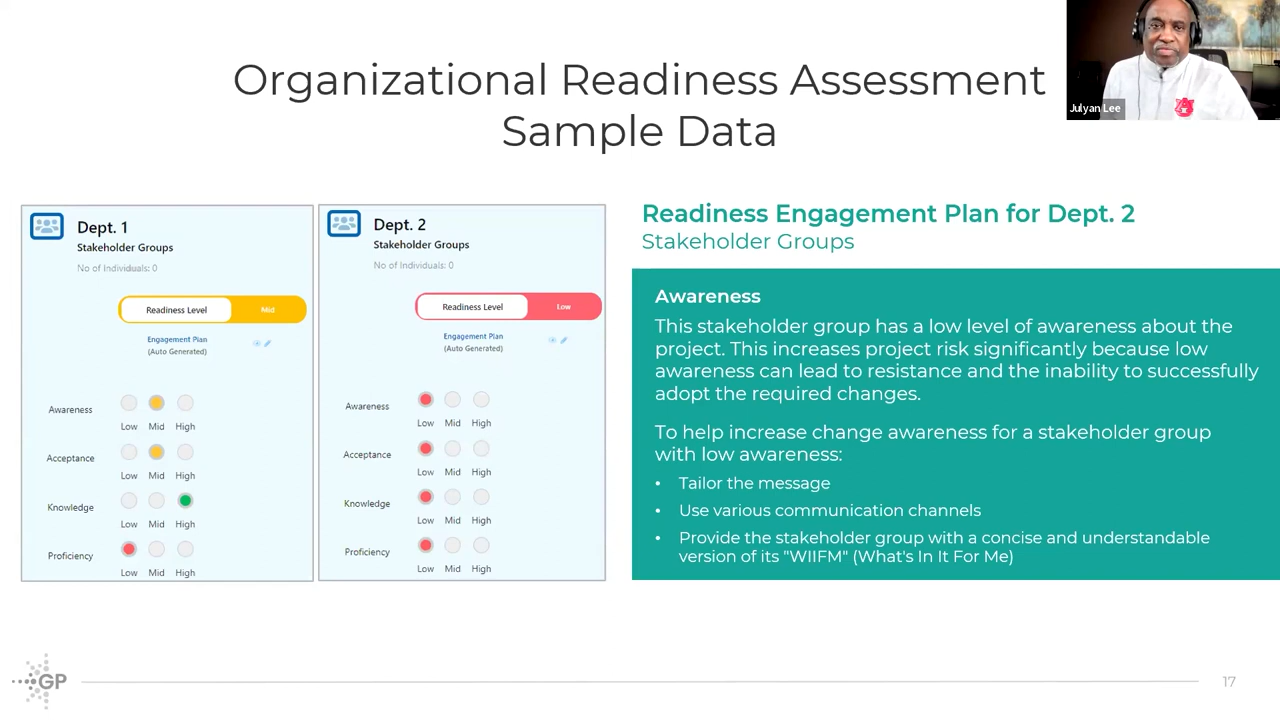 Organizational Readiness Assessment
Sample Data
Julyan Lee
Dept. 1
Stakeholder Groups
No of Individuals: 0
Readiness Level Mid
Engagement Plan
(Auto Generated)
Awareness
Low Mid High
Acceptance
Low Mid High
Knowledge
Low Mid High
Proficiency
Low Mid High
Dept. 2
Stakeholder Groups
No of Individuals: 0
Readiness Level Low
Engagement Plan
(Auto Generated)
Awareness
Low Mid High
Acceptance
Low Mid High
Knowledge
Low Mid High
Proficiency
Low Mid High
Readiness Engagement Plan for Dept. 2
Stakeholder Groups
Awareness
This stakeholder group has a low level of awareness about the
project. This increases project risk significantly because low
awareness can lead to resistance and the inability to successfully
adopt the required changes.
To help increase change awareness for a stakeholder group
with low awareness:
• Tailor the message
• Use various communication channels
• Provide the stakeholder group with a concise and understandable
version of its "WIIFM" (What's In It For Me)
GP
17